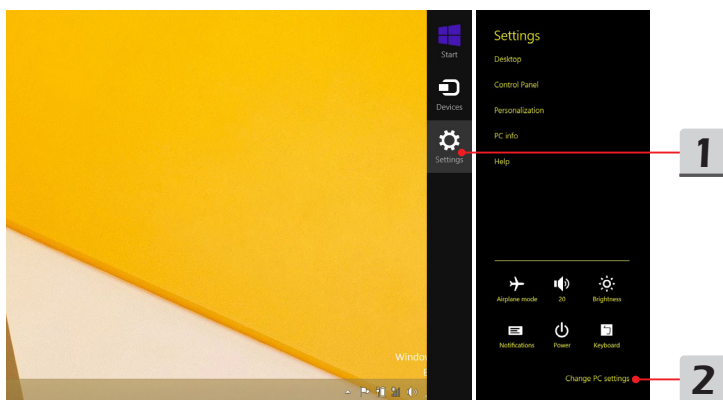 Start
Devices
Settings
Settings
Desktop
Control Panel
Personalization
PC info
Help
Airplane mode
20
Brightness
Notifications
Power
Keyboard
Change PC settings
1
2